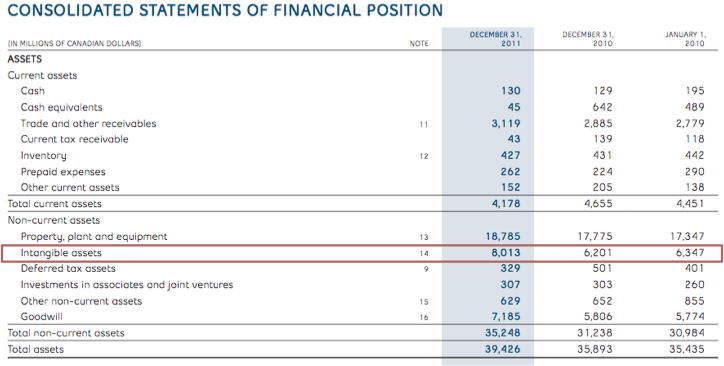 CONSOLIDATED STATEMENTS OF FINANCIAL POSITION
DECEMBER 31, DECEMBER 31, JANUARY 1,
(IN MILLIONS OF CANADIAN DOLLARS) NOTE 2011 2010 2010
ASSETS
Current assets
Cash 130 129 195
Cash equivalents 45 642 489
Trade and other receivables 11 3,119 2,885 2,779
Current tax receivable 43 139 118
Inventory 12 427 431 442
Prepaid expenses 262 224 290
Other current assets 152 205 138
Total current assets 4,178 4,655 4,451
Non-current assets
Property, plant and equipment 13 18,785 17,775 17,347
Intangible assets 14 8,013 6,201 6,347
Deferred tax assets 9 329 501 401
Investments in associates and joint ventures 307 303 260
Other non-current assets 15 629 652 855
Goodwill 16 7,185 5,806 5,774
Total non-current assets 35,248 31,238 30,984
Total assets 39,426 35,893 35,435